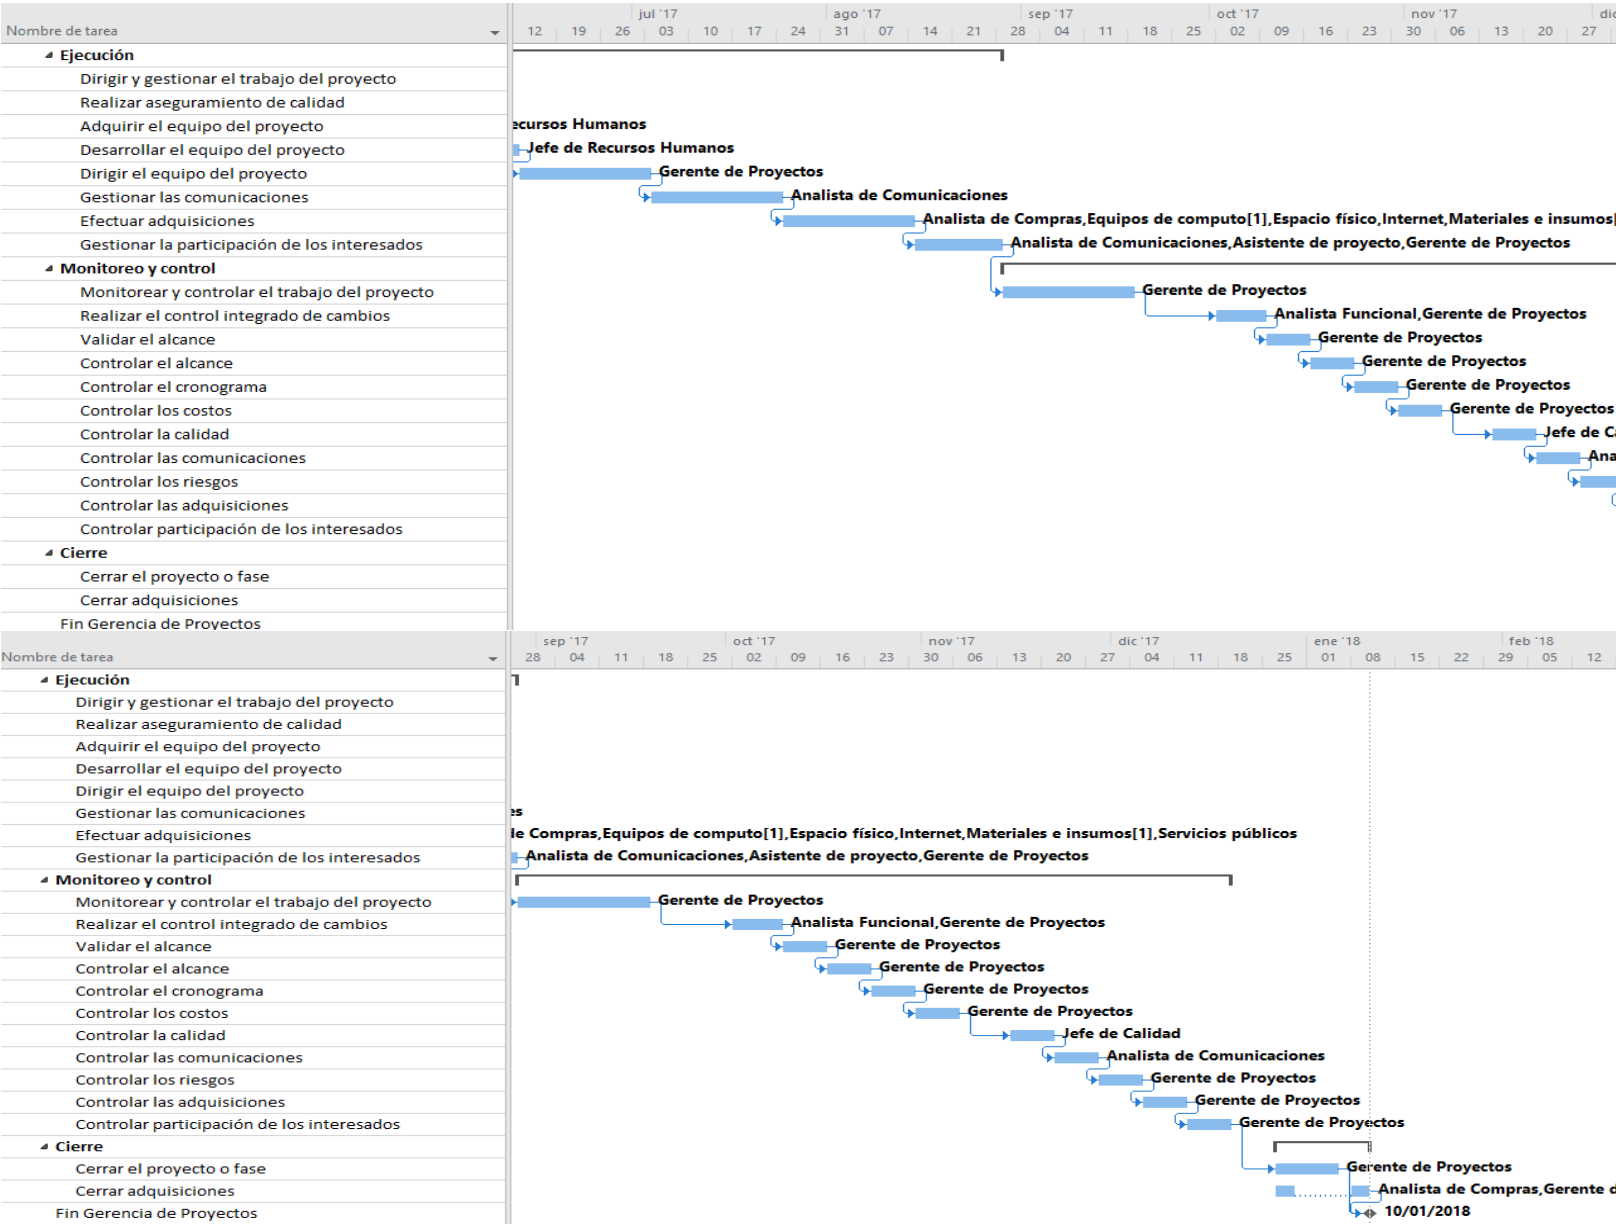 jul '17 ago '17 sep '17 oct '17 nov '17 dic
Nombre de tarea 12 19 26 03 10 17 24 31 07 14 21 28 04 11 18 25 02 09 16 23 30 06 13 20 27
Ejecución
Dirigir y gestionar el trabajo del proyecto
Realizar aseguramiento de calidad
Adquirir el equipo del proyecto ecursos Humanos
Desarrollar el equipo del proyecto Jefe de Recursos Humanos
Dirigir el equipo del proyecto Gerente de Proyectos
Gestionar las comunicaciones Analista de Comunicaciones
Efectuar adquisiciones Analista de Compras,Equipos de computo[1],Espacio físico,Internet,Materiales e insumos[
Gestionar la participación de los interesados Analista de Comunicaciones,Asistente de proyecto,Gerente de Proyectos
Monitoreo y control
Monitorear y controlar el trabajo del proyecto Gerente de Proyectos
Realizar el control integrado de cambios Analista Funcional,Gerente de Proyectos
Validar el alcance Gerente de Proyectos
Controlar el alcance Gerente de Proyectos
Controlar el cronograma Gerente de Proyectos
Controlar los costos Gerente de Proyectos
Controlar la calidad Jefe de Ca
Controlar las comunicaciones Ana
Controlar los riesgos
Controlar las adquisiciones
Controlar participación de los interesados
Cierre
Cerrar el proyecto o fase
Cerrar adquisiciones
Fin Gerencia de Proyectos
sep '17 oct '17 nov '17 dic '17 ene '18 feb '18
Nombre de tarea 28 04 11 18 25 02 09 16 23 30 06 13 20 27 04 11 18 25 01 08 15 22 29 05 12
Ejecución
Dirigir y gestionar el trabajo del proyecto
Realizar aseguramiento de calidad
Adquirir el equipo del proyecto
Desarrollar el equipo del proyecto
Dirigir el equipo del proyecto
Gestionar las comunicaciones es
Efectuar adquisiciones de Compras,Equipos de computo[1],Espacio físico,Internet,Materiales e insumos[1],Servicios públicos
Gestionar la participación de los interesados Analista de Comunicaciones,Asistente de proyecto,Gerente de Proyectos
Monitoreo y control
Monitorear y controlar el trabajo del proyecto Gerente de Proyectos
Realizar el control integrado de cambios Analista Funcional,Gerente de Proyectos
Validar el alcance Gerente de Proyectos
Controlar el alcance Gerente de Proyectos
Controlar el cronograma Gerente de Proyectos
Controlar los costos Gerente de Proyectos
Controlar la calidad Jefe de Calidad
Controlar las comunicaciones Analista de Comunicaciones
Controlar los riesgos Gerente de Proyectos
Controlar las adquisiciones Gerente de Proyectos
Controlar participación de los interesados Gerente de Proyectos
Cierre
Cerrar el proyecto o fase Gerente de Proyectos
Cerrar adquisiciones Analista de Compras,Gerente d
Fin Gerencia de Proyectos 10/01/2018